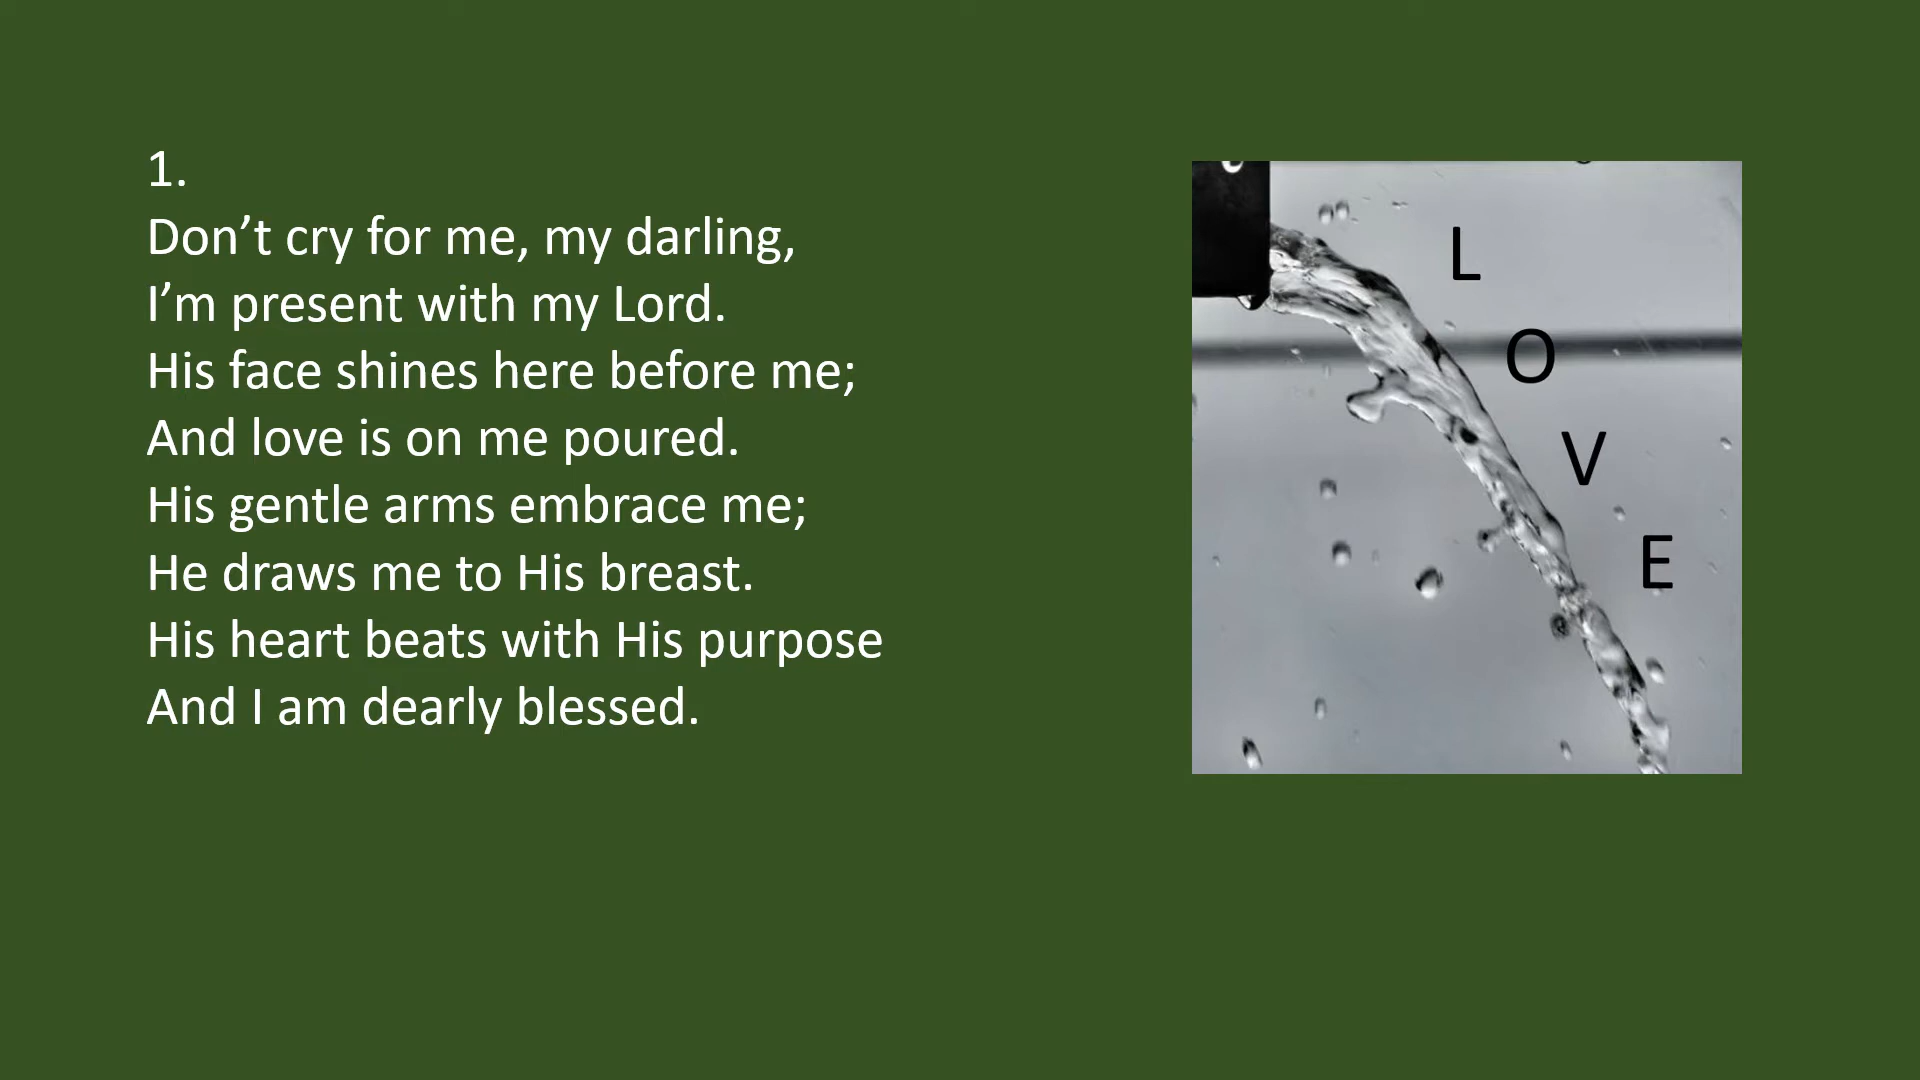 1.
Don’t cry for me, my darling,
I’m present with my Lord.
His face shines here before me;
And love is on me poured.
His gentle arms embrace me;
He draws me to His breast.
His heart beats with His purpose
And I am dearly blessed.
L
O
V
E